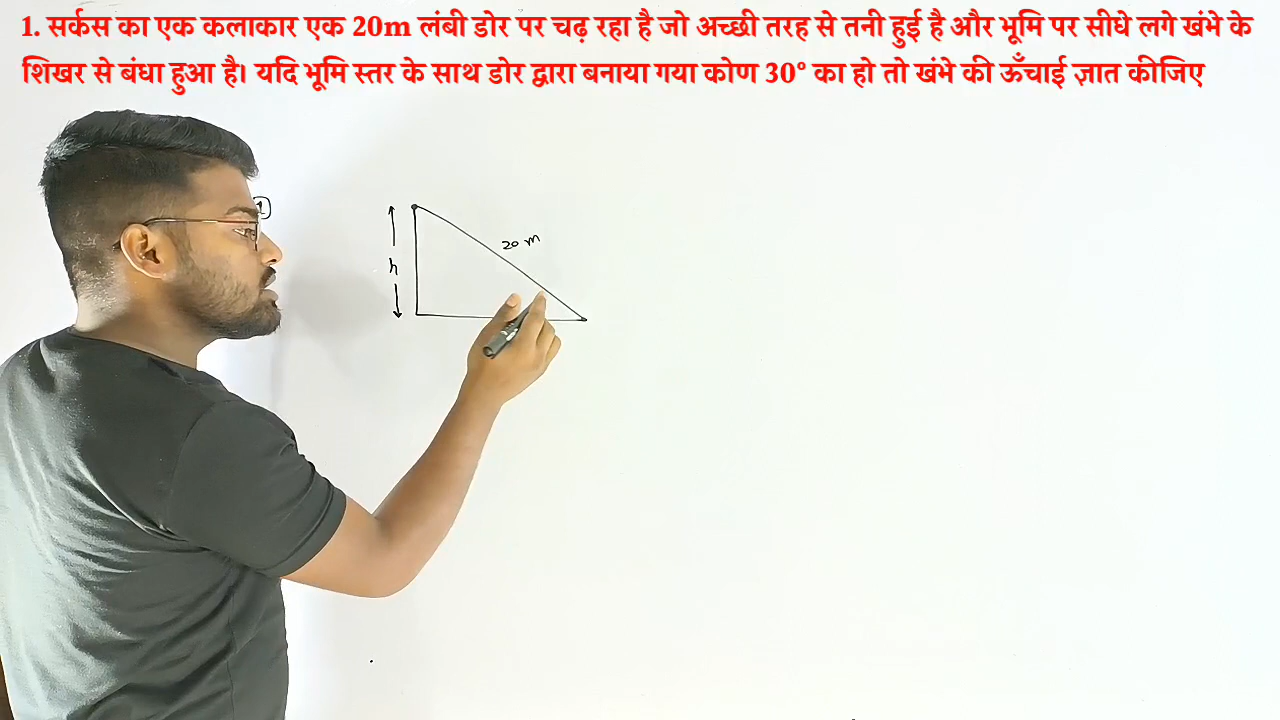 1. सर्कस का एक कलाकार एक 20m लंबी डोर पर चढ़ रहा है जो अच्छी तरह से तनी हुई है और भूमि पर सीधे लगे खंभे के
शिखर से बंधा हुआ है। यदि भूमि स्तर के साथ डोर द्वारा बनाया गया कोण 30° का हो तो खंभे की ऊँचाई ज्ञात कीजिए
20 m
h